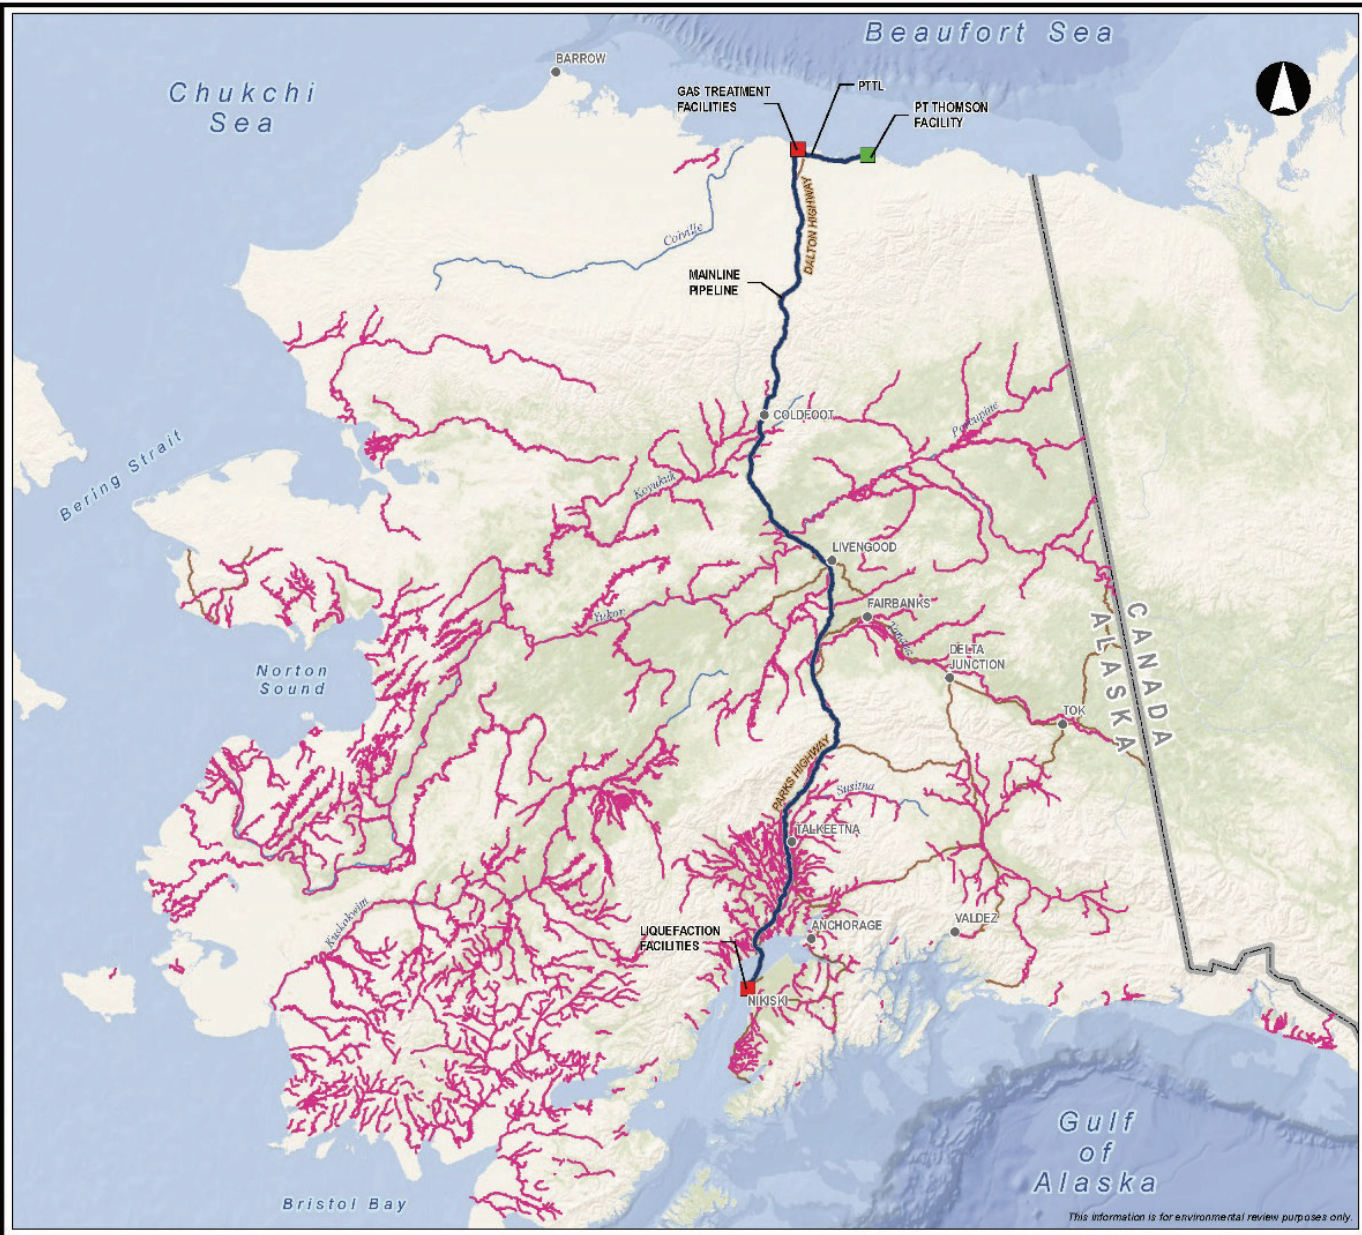 Beaufort Sea
Chukchi
Sea
BARROW
GAS TREATMENT
FACILITIES
PTTL
PT THOMSON
FACILITY
DALTON HIGHWAY
Colville
MAINLINE
PIPELINE
COLDFOOT
Porcupine
Bering Strait
Koyukuk
LIVENGOOD
Yukon
FAIRBANKS
Tanana
CANADA
ALASKA
DELTA
JUNCTION
Norton
Sound
TOK
PARKS HIGHWAY
Susitna
TALKEETNA
Kuskokwim
LIQUEFACTION
FACILITIES
ANCHORAGE
VALDEZ
NIKISKI
Gulf
of
Alaska
Bristol Bay
This information is for environmental review purposes only.